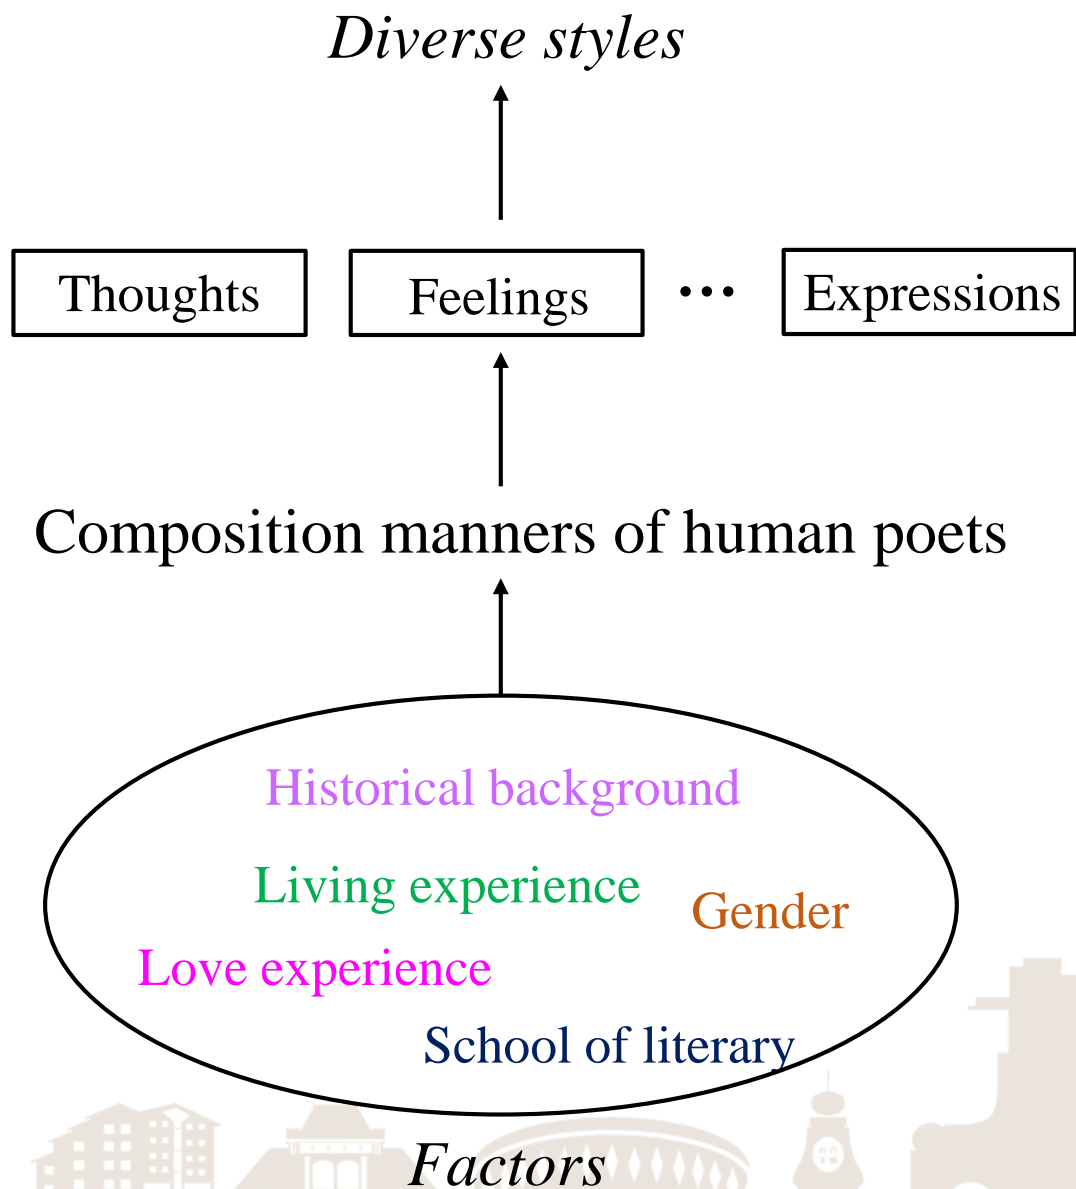 Diverse styles
Thoughts
Feelings
...
Expressions
Composition manners of human poets
Historical background
Living experience
Gender
Love experience
School of literary
Factors